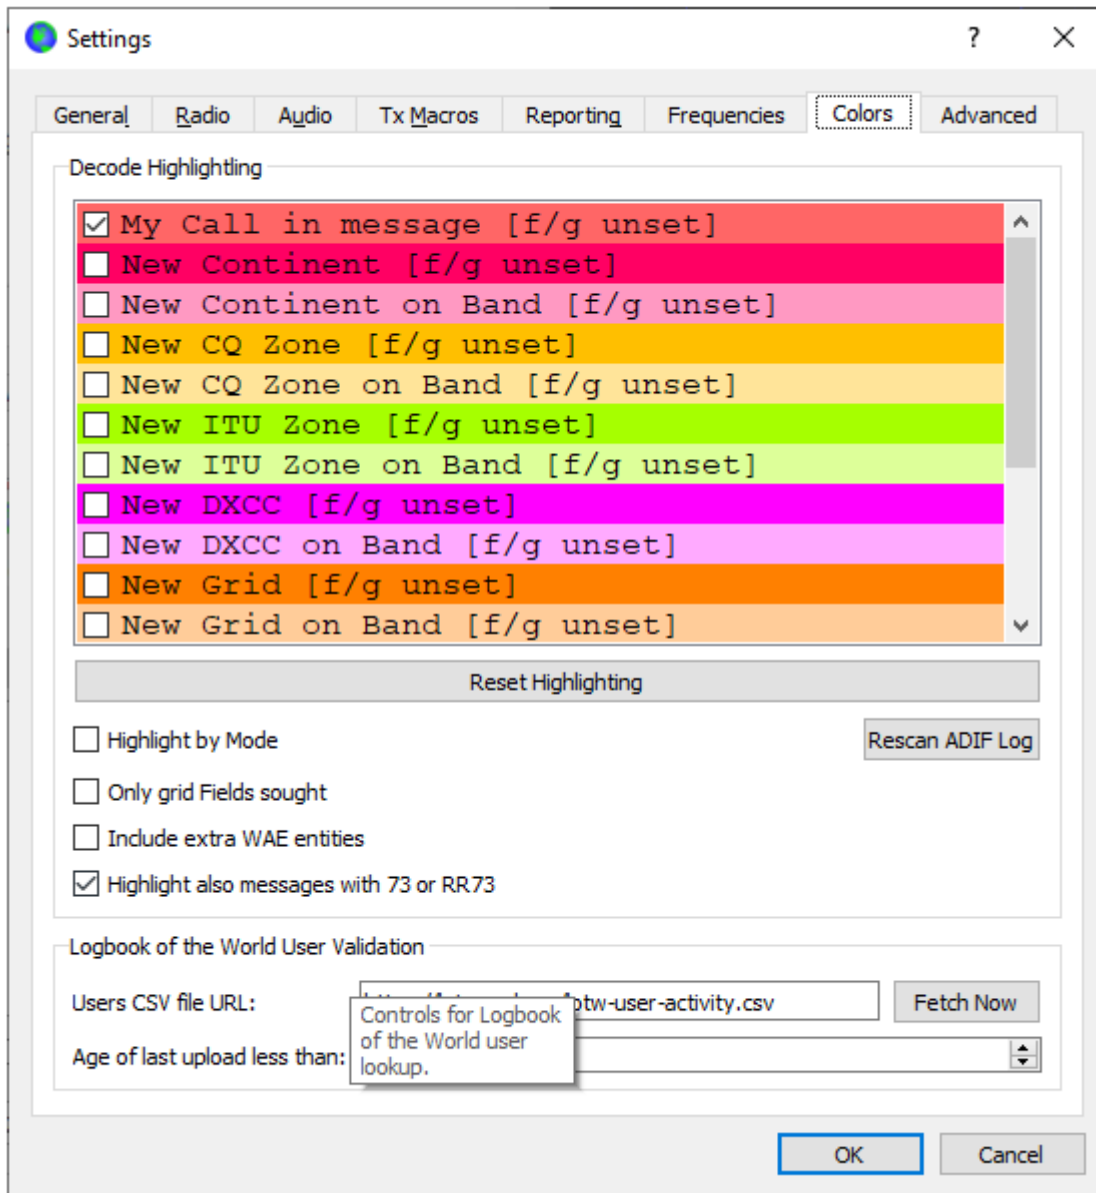 Settings
General Radio Audio Tx Macros Reporting Frequencies Colors Advanced
Decode Highlightling
My Call in message [f/g unset]
New Continent [f/g unset]
New Continent on Band [f/g unset]
New CQ Zone [f/g unset]
New CQ Zone on Band [f/g unset]
New ITU Zone [f/g unset]
New ITU Zone on Band [f/g unset]
New DXCC [f/g unset]
New DXCC on Band [f/g unset]
New Grid [f/g unset]
New Grid on Band [f/g unset]
Reset Highlighting
Highlight by Mode Rescan ADIF Log
Only grid Fields sought
Include extra WAE entities
Highlight also messages with 73 or RR73
Logbook of the World User Validation
Users CSV file URL: otw-user-activity.csv Fetch Now
Controls for Logbook
of the World user
lookup.
Age of last upload less than:
OK Cancel